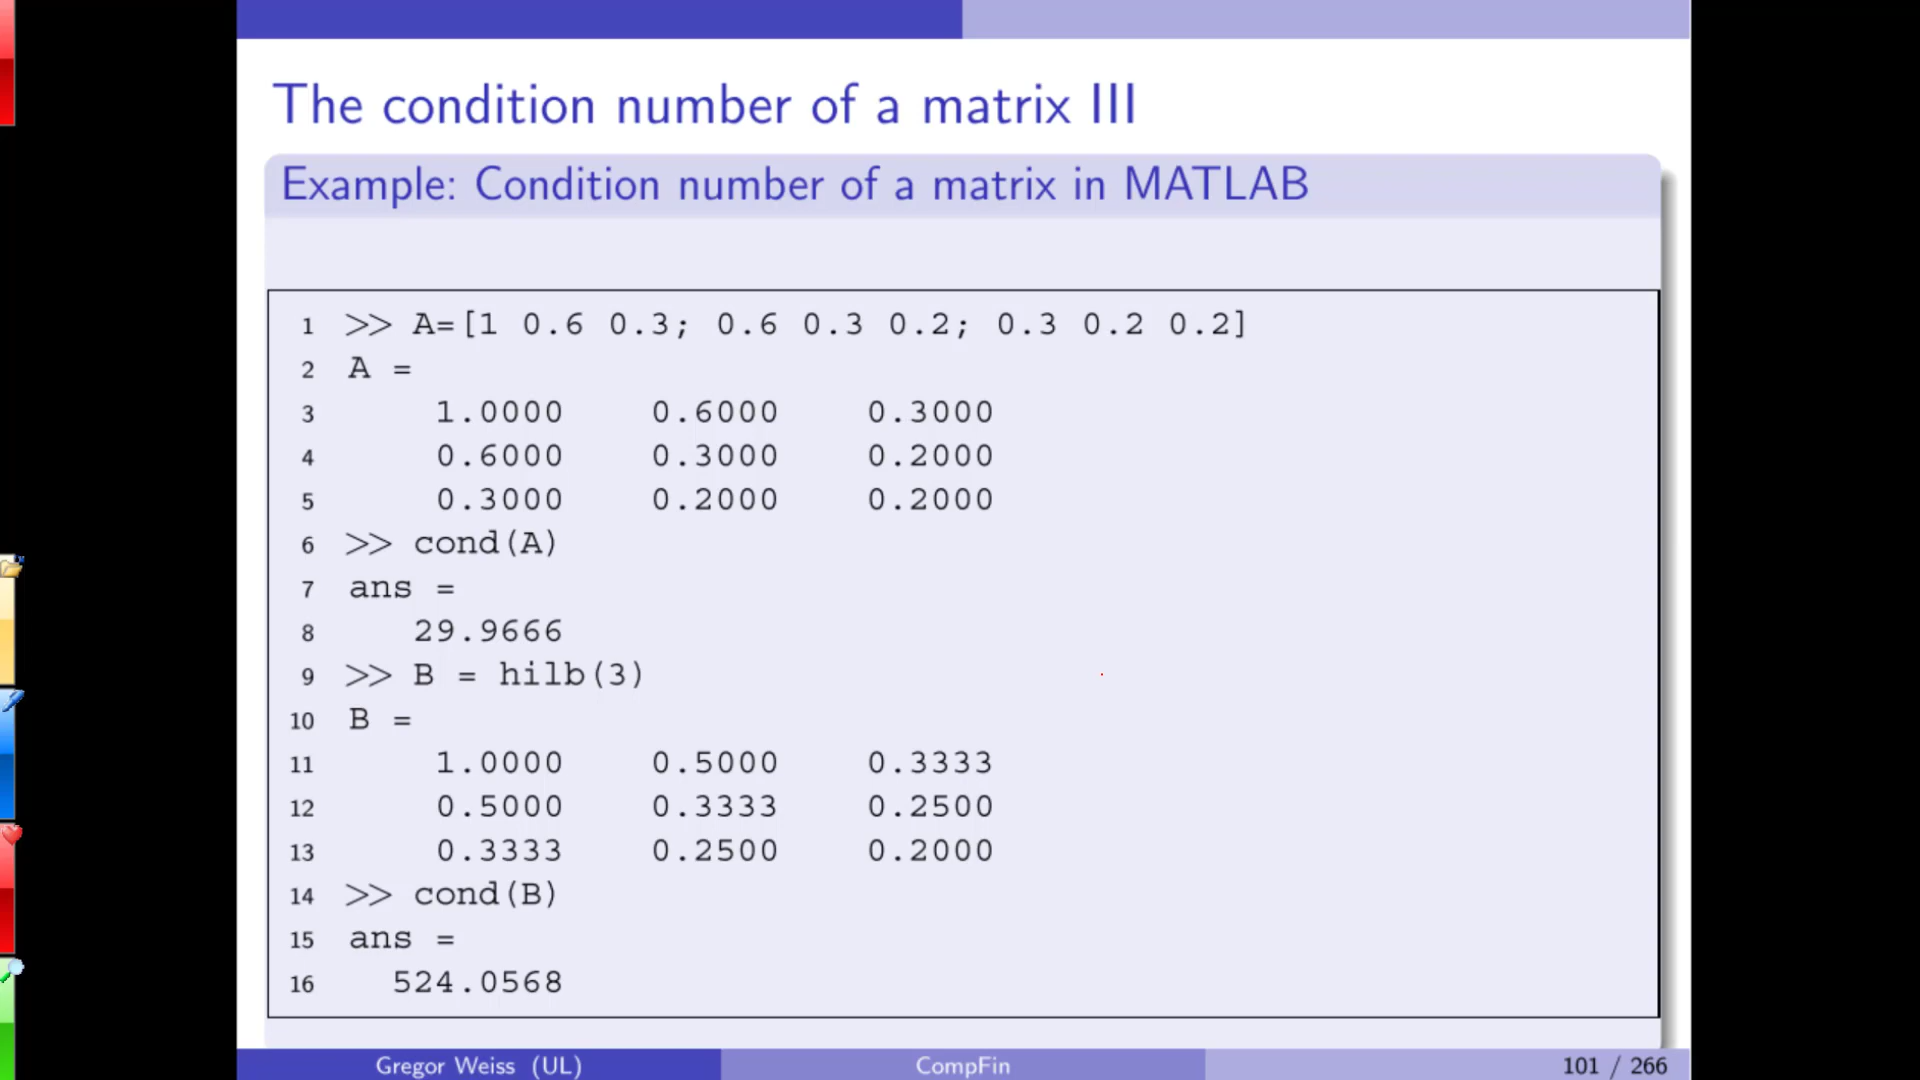 The condition number of a matrix III
Example: Condition number of a matrix in MATLAB
1 >> A=[1 0.6 0.3; 0.6 0.3 0.2; 0.3 0.2 0.2]
2 A =
3 1.0000 0.6000 0.3000
4 0.6000 0.3000 0.2000
5 0.3000 0.2000 0.2000
6 >> cond(A)
7 ans =
8 29.9666
9 >> B = hilb(3)
10 B =
11 1.0000 0.5000 0.3333
12 0.5000 0.3333 0.2500
13 0.3333 0.2500 0.2000
14 >> cond(B)
15 ans =
16 524.0568
Gregor Weiss (UL) CompFin 101 / 266